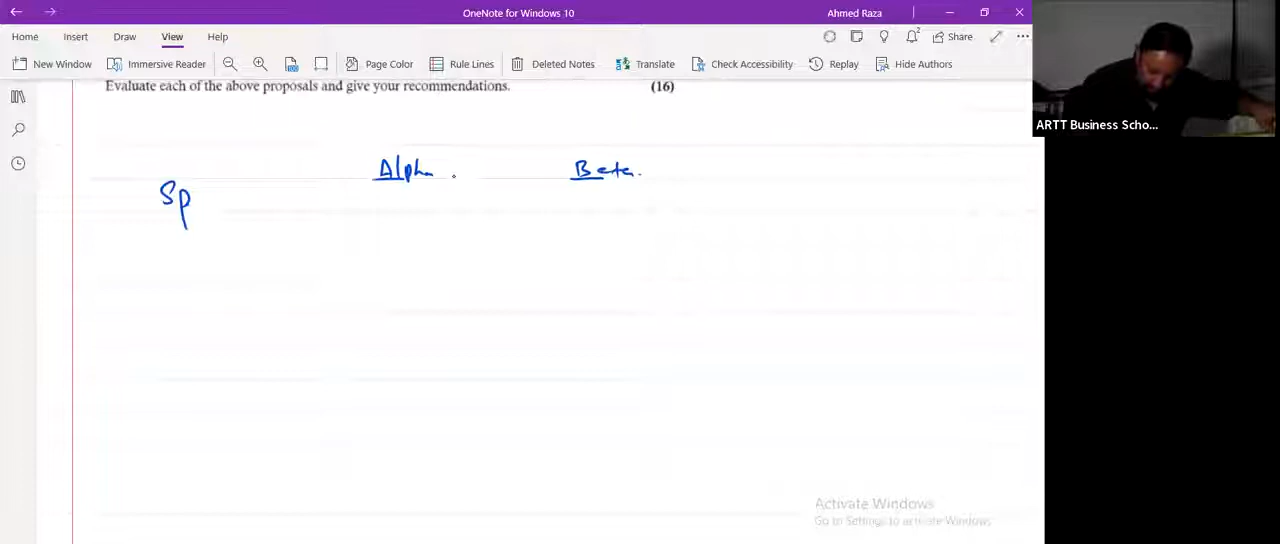 OneNote for Windows 10
Ahmed Raza
Home Insert Draw View Help
2 Share
New Window Immersive Reader Page Color Rule Lines Deleted Notes Translate Check Accessibility Replay Hide Authors
Evaluate each of the above proposals and give your recommendations. (16)
ARTT Business Scho...
Alpha. Beta.
Sp
Activate Windows
Go to Settings to activate Windows